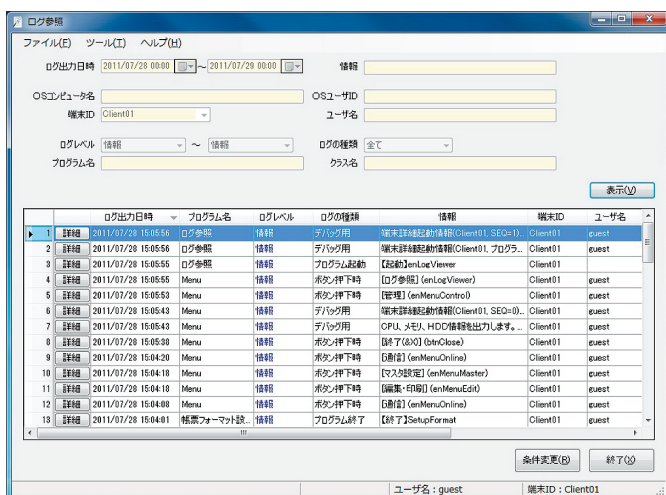 ログ参照
ファイル(F) ツール(T) ヘルプ(H)
ログ出力日時 2011/07/28 00:00 ～ 2011/07/29 00:00 情報
OSコンピュータ名 OSユーザID
端末ID Client01 ユーザ名
ログレベル 情報 ～ 情報 ログの種類 全て
プログラム名 クラス名
表示(V)
ログ出力日時 プログラム名 ログレベル ログの種類 情報 端末ID ユーザ名
1 詳細 2011/07/28 15:05:56 ログ参照 情報 デバッグ用 端末詳細起動情報(Client01, SEQ=1)... Client01 guest
2 詳細 2011/07/28 15:05:56 ログ参照 情報 デバッグ用 端末詳細起動情報(Client01, プログラ... Client01 guest
3 詳細 2011/07/28 15:05:55 ログ参照 情報 プログラム起動 【起動】enLogViewer Client01
4 詳細 2011/07/28 15:05:55 Menu 情報 ボタン押下時 [ログ参照] (enLogViewer) Client01 guest
5 詳細 2011/07/28 15:05:53 Menu 情報 ボタン押下時 [管理] (enMenuControl) Client01 guest
6 詳細 2011/07/28 15:05:43 Menu 情報 デバッグ用 端末詳細起動情報(Client01, SEQ=0)... Client01 guest
7 詳細 2011/07/28 15:05:43 Menu 情報 デバッグ用 CPU、メモリ、HDD情報を出力します。... Client01 guest
8 詳細 2011/07/28 15:05:38 Menu 情報 ボタン押下時 [終了(&X)] (btnClose) Client01 guest
9 詳細 2011/07/28 15:04:20 Menu 情報 ボタン押下時 [通信] (enMenuOnline) Client01 guest
10 詳細 2011/07/28 15:04:18 Menu 情報 ボタン押下時 [マスタ設定] (enMenuMaster) Client01 guest
11 詳細 2011/07/28 15:04:18 Menu 情報 ボタン押下時 [編集・印刷] (enMenuEdit) Client01 guest
12 詳細 2011/07/28 15:04:08 Menu 情報 ボタン押下時 [通信] (enMenuOnline) Client01 guest
13 詳細 2011/07/28 15:04:01 帳票フォーマット設... 情報 プログラム終了 【終了】SetupFormat Client01 guest
条件変更(R) 終了(X)
ユーザ名 : guest 端末ID : Client01